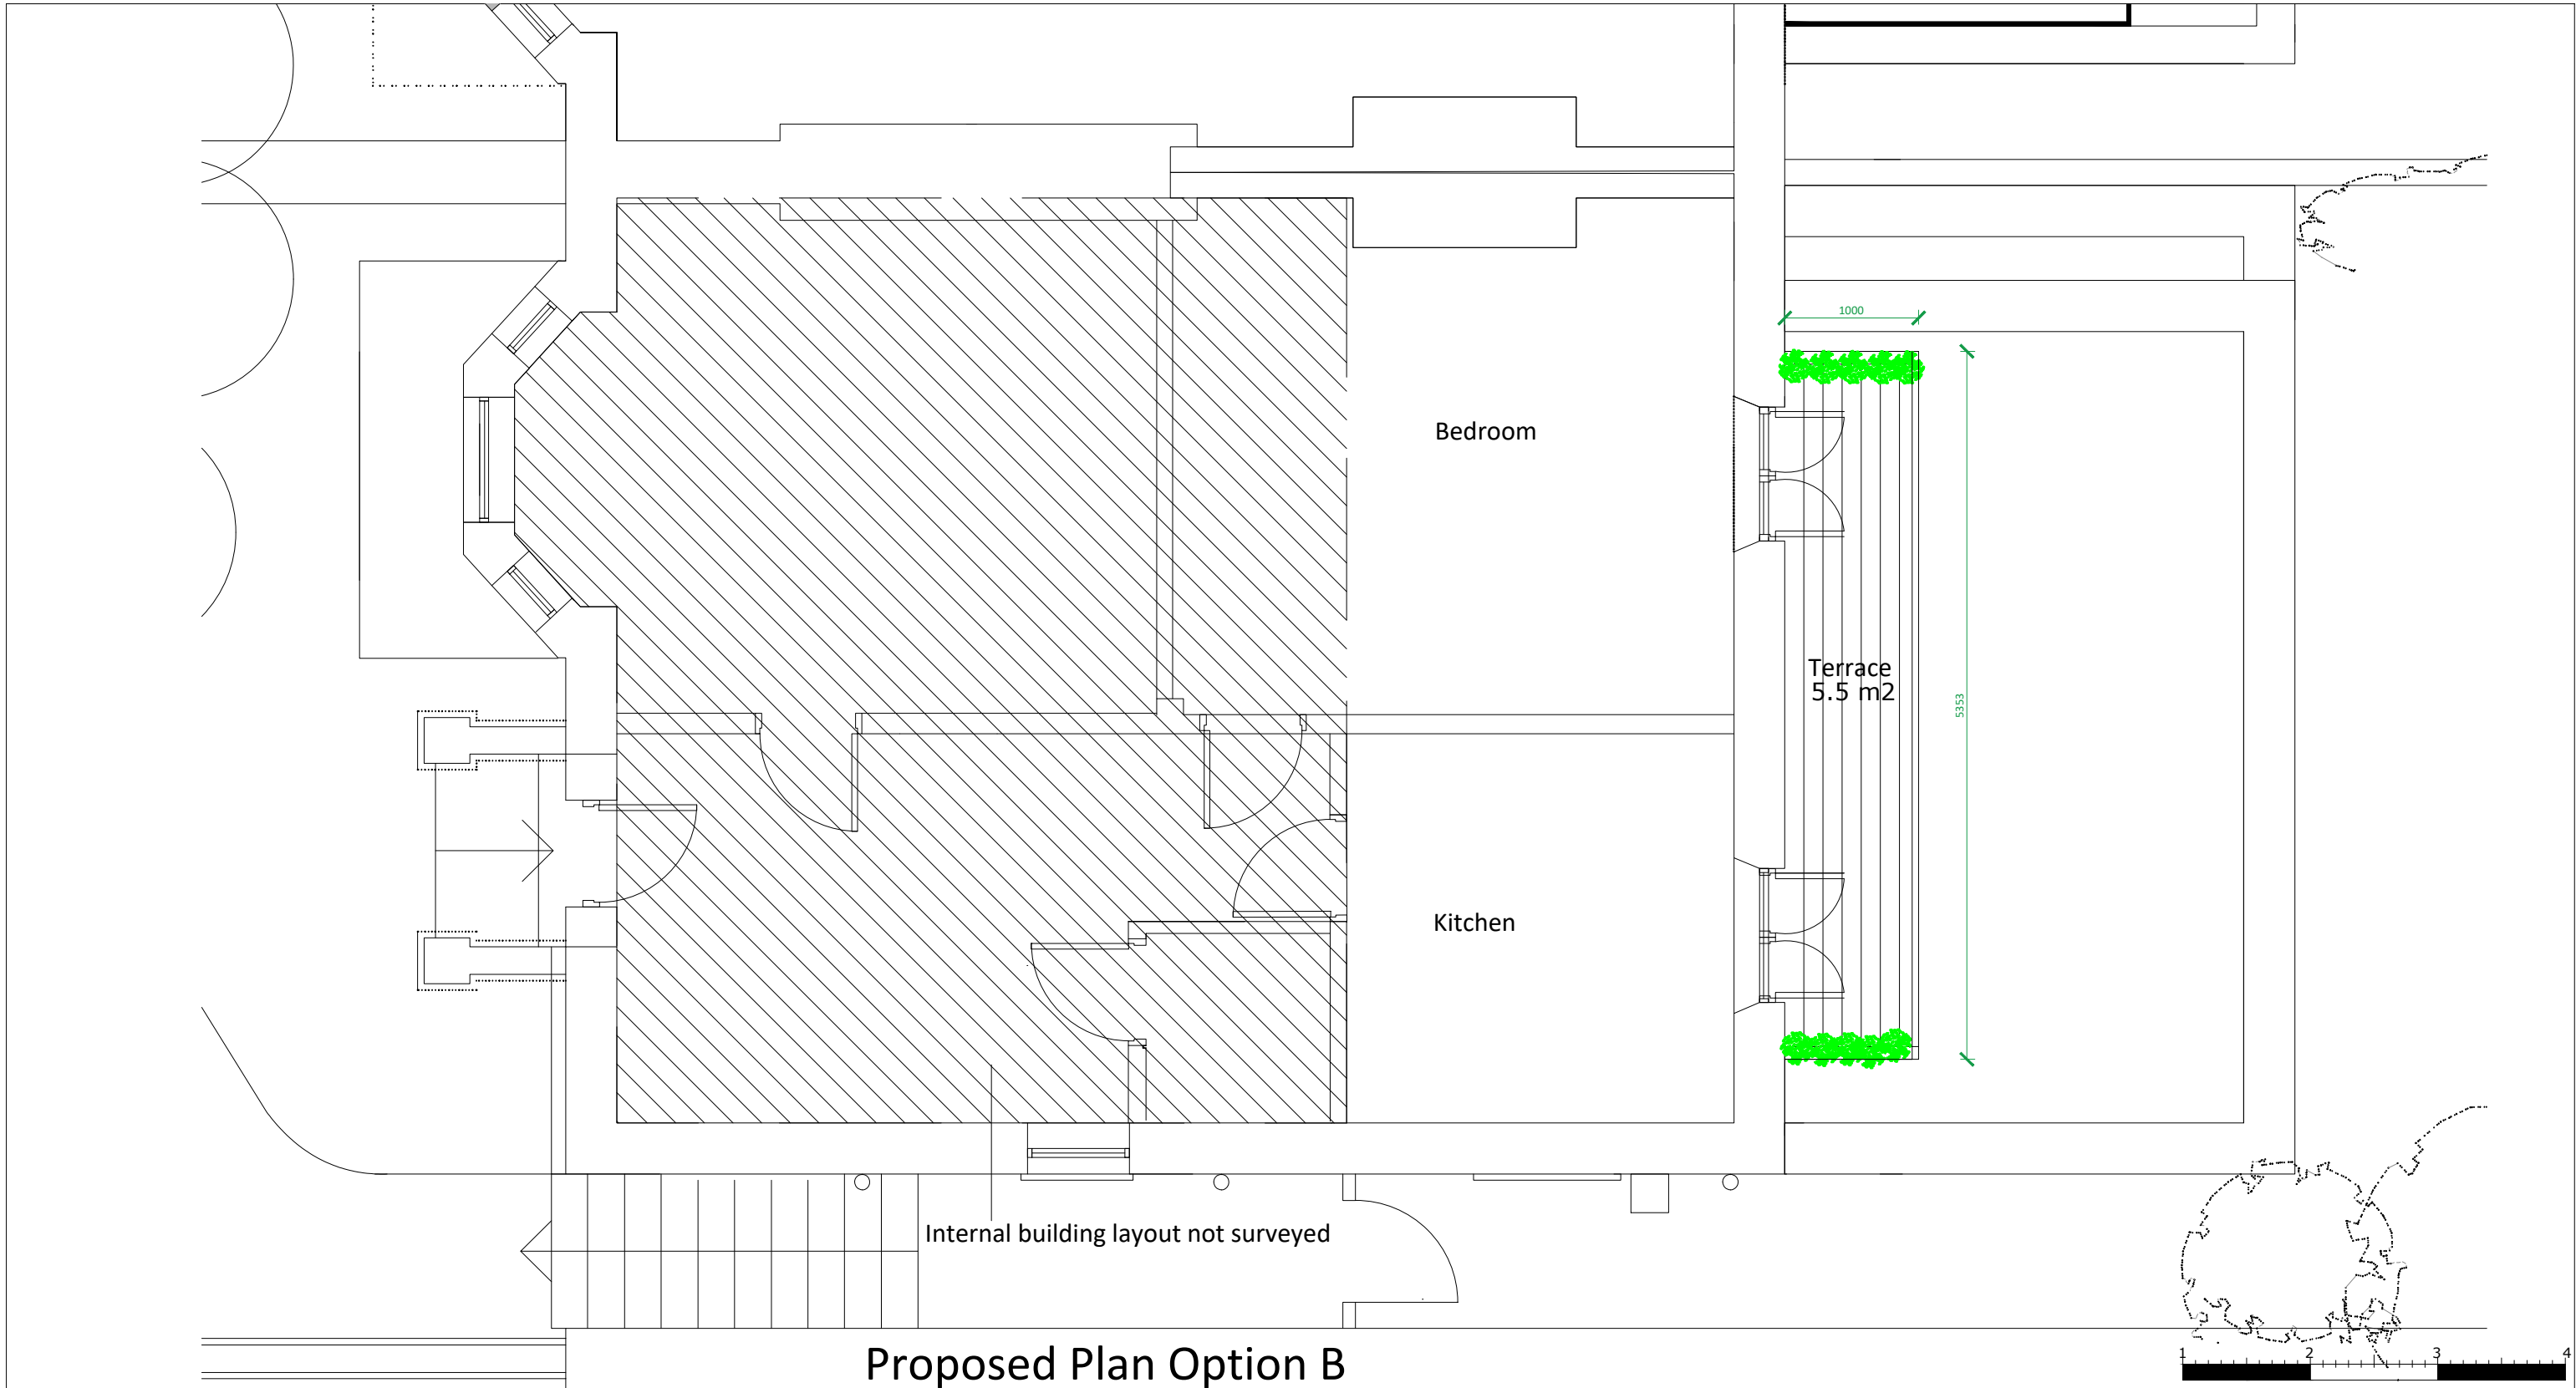 1000
Bedroom
Terrace
5.5 m2
5353
Kitchen
Internal building layout not surveyed
Proposed Plan Option B
1 2 3 4